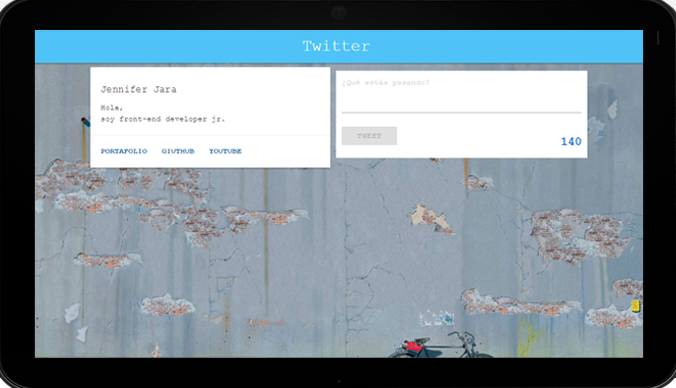 Twitter
Jennifer Jara
Hola,
soy front-end developer jr.
PORTAFOLIO GIUTHUB YOUTUBE
¿Qué estás pasando?
TWEET
140